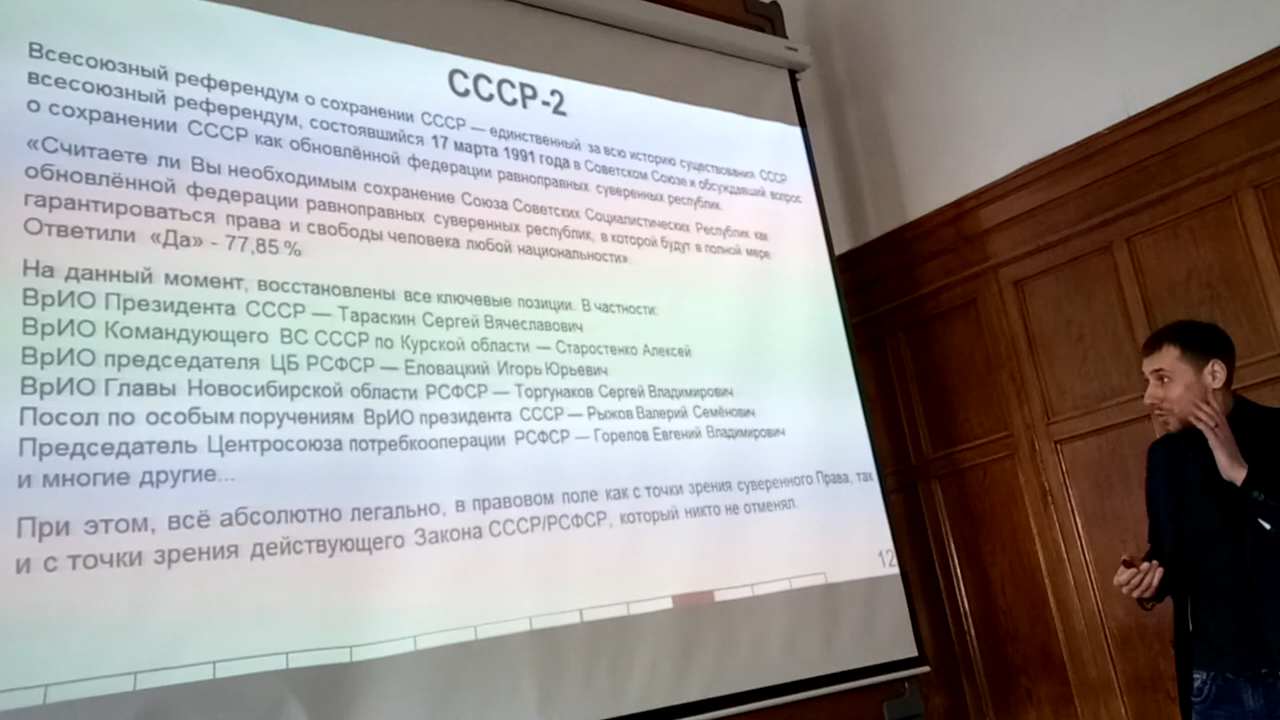 СССР-2
Всесоюзный референдум о сохранении СССР — единственный за всю историю существования СССР
всесоюзный референдум, состоявшийся 17 марта 1991 года в Советском Союзе и обсуждавший вопрос
о сохранении СССР как обновлённой федерации равноправных суверенных республик.
«Считаете ли Вы необходимым сохранение Союза Советских Социалистических Республик как
обновлённой федерации равноправных суверенных республик, в которой будут в полной мере
гарантироваться права и свободы человека любой национальности»
Ответили «Да» - 77,85 %
На данный момент, восстановлены все ключевые позиции. В частности:
ВрИО Президента СССР — Тараскин Сергей Вячеславович
ВрИО Командующего ВС СССР по Курской области — Старостенко Алексей
ВрИО председателя ЦБ РСФСР — Еловацкий Игорь Юрьевич
ВрИО Главы Новосибирской области РСФСР — Торгунаков Сергей Владимирович
Посол по особым поручениям ВрИО президента СССР — Рыжов Валерий Семёнович
Председатель Центросоюза потребкооперации РСФСР — Горелов Евгений Владимирович
и многие другие...
При этом, всё абсолютно легально, в правовом поле как с точки зрения суверенного Права, так
и с точки зрения действующего Закона СССР/РСФСР, который никто не отменял.
12